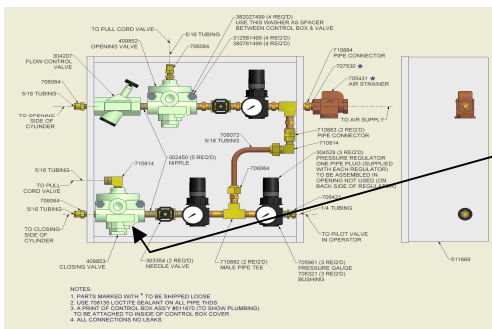 382027499 (4 REQ'D)
USE THIS WASHER AS SPACER
BETWEEN CONTROL BOX & VALVE
312581499 (4 REQ'D)
380761499 (4 REQ'D)
TO PULL CORD VALVE
5/16 TUBING
409852
OPENING VALVE
706064
304207
FLOW CONTROL
VALVE
706064
5/16 TUBING
TO OPENING
SIDE OF
CYLINDER
710884
PIPE CONNECTOR
707530 ★
705431 ★
AIR STRAINER
TO AIR SUPPLY
706072
5/16 TUBING
710883 (2 REQ'D)
PIPE CONNECTOR
710814
302450 (5 REQ'D)
NIPPLE
304528 (3 REQ'D)
PRESSURE REGULATOR
ONE PIPE PLUG (SUPPLIED
WITH EACH REGULATOR)
TO BE ASSEMBLED IN
OPENING NOT USED (ON
BACK SIDE OF REGULATOR)
5/16 TUBING
710814
TO PULL
CORD VALVE
706064
706064
5/16 TUBING
TO CLOSING
SIDE OF
CYLINDER
1/4 TUBING
TO PILOT VALVE
IN OPERATOR
409853
CLOSING VALVE
303354 (2 REQ'D)
NEEDLE VALVE
710882 (2 REQ'D)
MALE PIPE TEE
705961 (3 REQ'D)
PRESSURE GAUGE
706321 (3 REQ'D)
BUSHING
511669
NOTES:
1. PARTS MARKED WITH * TO BE SHIPPED LOOSE
2. USE 708135 LOCTITE SEALANT ON ALL PIPE THDS
3. A PRINT OF CONTROL BOX ASS'Y #511670 (TO SHOW PLUMBING)
TO BE ATTACHED TO INSIDE OF CONTROL BOX COVER
4. ALL CONNECTIONS NO LEAKS